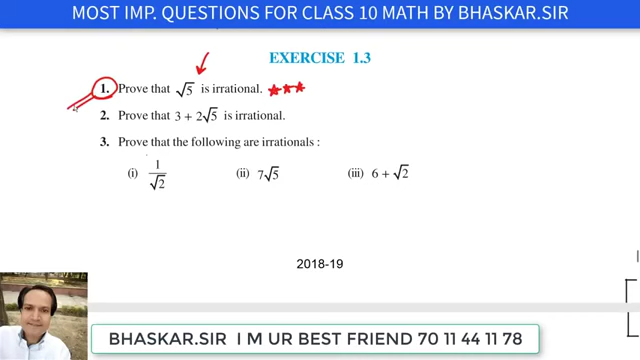 MOST IMP. QUESTIONS FOR CLASS 10 MATH BY BHASKAR.SIR
EXERCISE 1.3
1. Prove that √5 is irrational.
2. Prove that 3 + 2√5 is irrational.
3. Prove that the following are irrationals :
(i) 1/√2 (ii) 7√5 (iii) 6 + √2
2018-19
BHASKAR.SIR I M UR BEST FRIEND 70 11 44 11 78